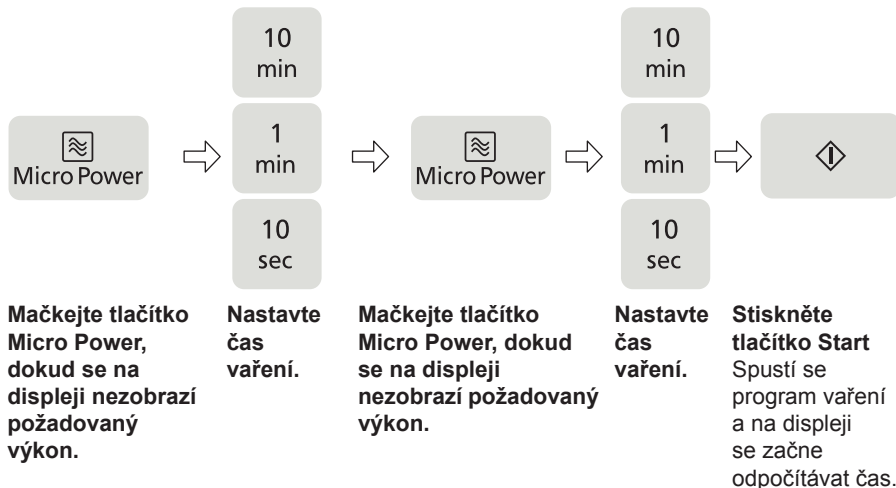 10
min
1
min
10
sec
Micro Power
Micro Power
10
min
1
min
10
sec
Mačkejte tlačítko
Micro Power,
dokud se na
displeji nezobrazí
požadovaný
výkon.
Nastavte
čas
vaření.
Mačkejte tlačítko
Micro Power, dokud
se na displeji
nezobrazí požadovaný
výkon.
Nastavte
čas
vaření.
Stiskněte
tlačítko Start
Spustí se
program vaření
a na displeji
se začne
odpočítávat čas.